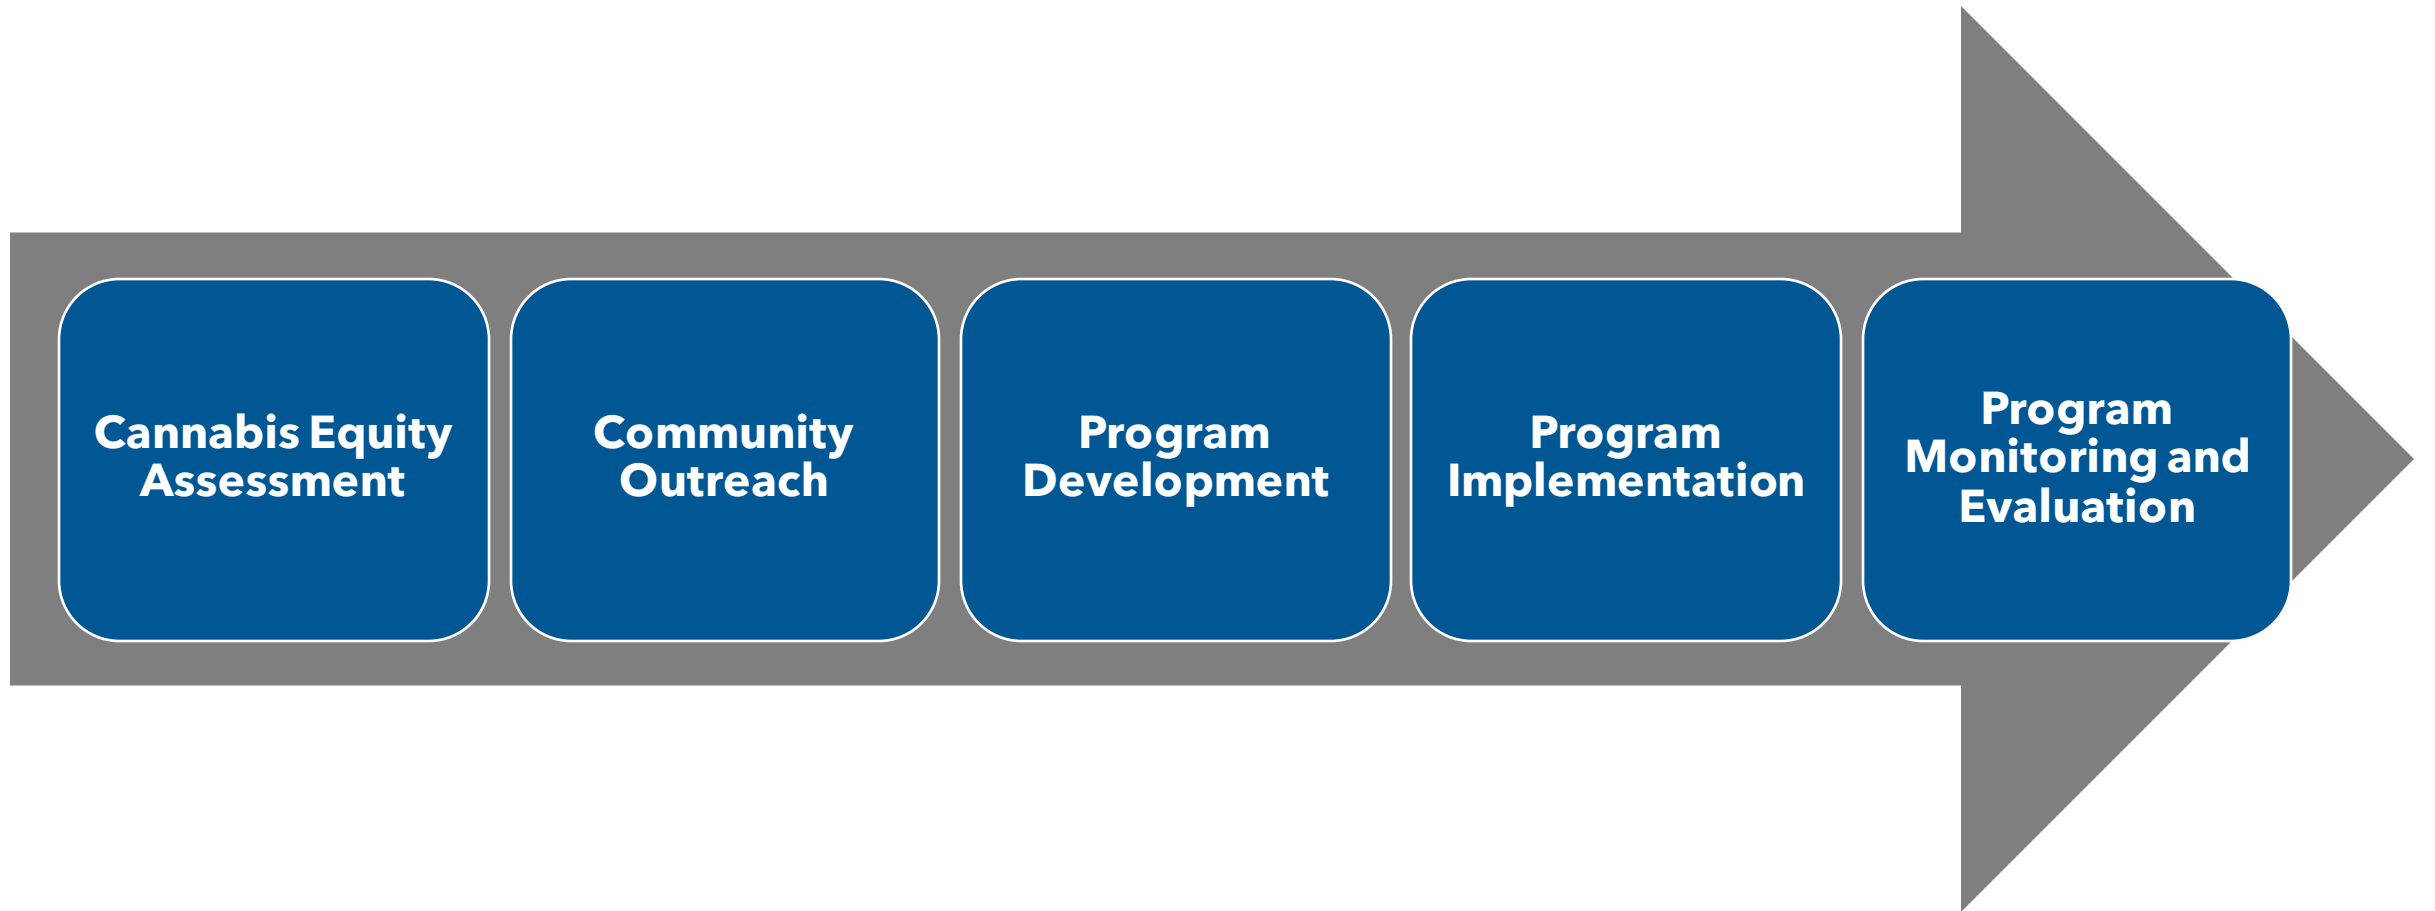 Cannabis Equity
Assessment
Community
Outreach
Program
Development
Program
Implementation
Program
Monitoring and
Evaluation